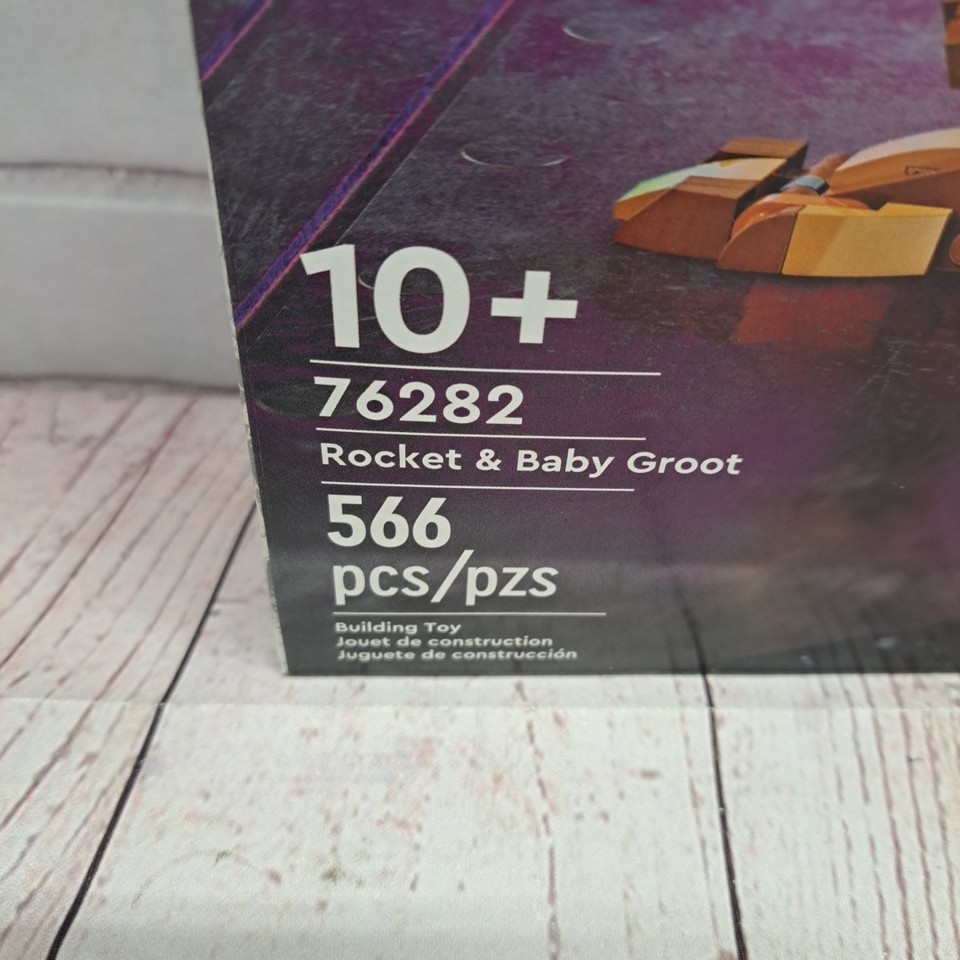 10+
76282
Rocket & Baby Groot
566
pcs/pzs
Building Toy
Jouet de construction
Juguete de construcción